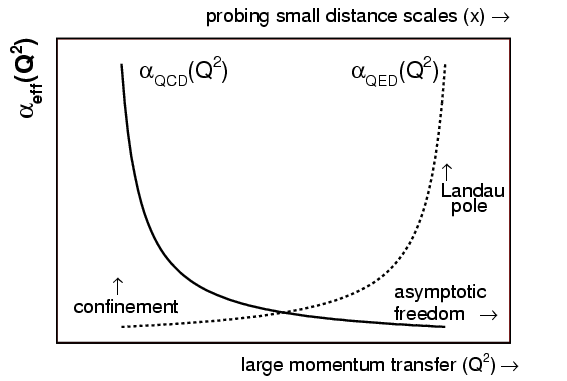 probing small distance scales (x) →
α_eff(Q²)
α_QCD(Q²)
α_QED(Q²)
↑
Landau
pole
↑
confinement
asymptotic
freedom →
large momentum transfer (Q²) →